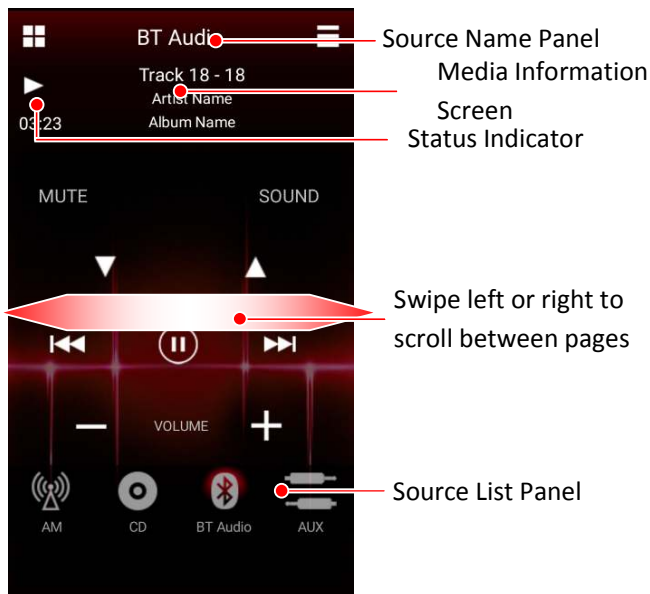 BT Audio
Source Name Panel
Track 18 - 18
Media Information
Artist Name
Screen
03:23
Album Name
Status Indicator
MUTE
SOUND
Swipe left or right to
scroll between pages
VOLUME
Source List Panel
AM
CD
BT Audio
AUX